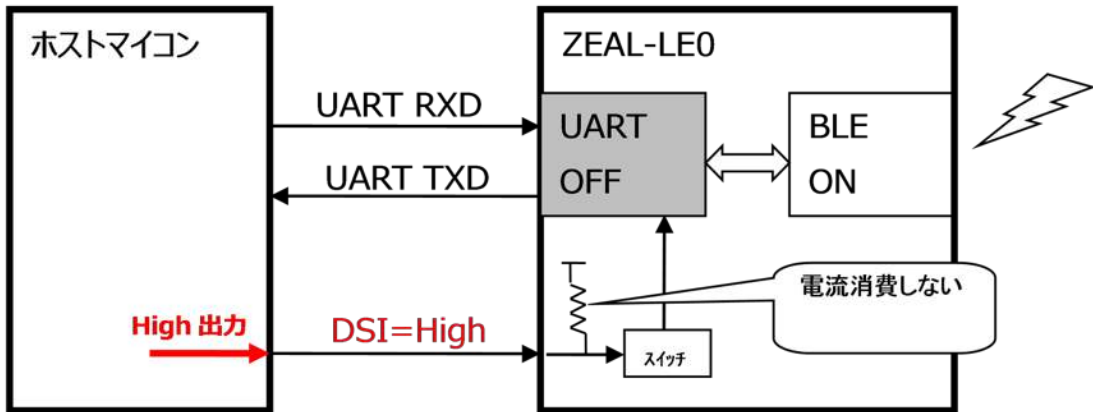 ホストマイコン
ZEAL-LE0
UART RXD
UART TXD
UART
OFF
BLE
ON
電流消費しない
High 出力
DSI=High
スイッチ